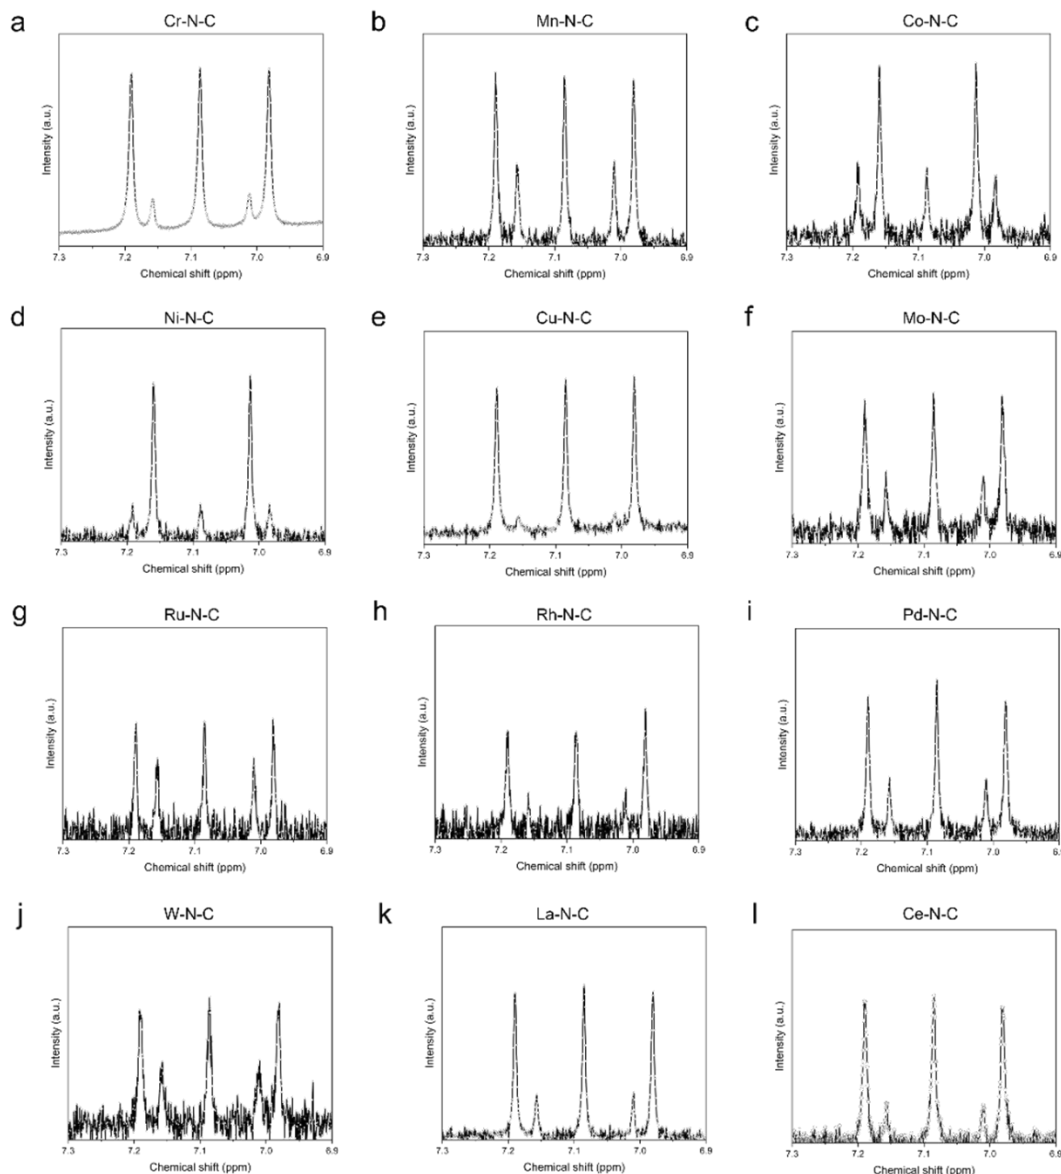 a
Cr-N-C
Intensity (a.u.)
7.3 7.2 7.1 7.0 6.9
Chemical shift (ppm)
b
Mn-N-C
Intensity (a.u.)
7.3 7.2 7.1 7.0 6.9
Chemical shift (ppm)
c
Co-N-C
Intensity (a.u.)
7.3 7.2 7.1 7.0 6.9
Chemical shift (ppm)
d
Ni-N-C
Intensity (a.u.)
7.3 7.2 7.1 7.0 6.9
Chemical shift (ppm)
e
Cu-N-C
Intensity (a.u.)
7.3 7.2 7.1 7.0 6.9
Chemical shift (ppm)
f
Mo-N-C
Intensity (a.u.)
7.3 7.2 7.1 7.0 6.9
Chemical shift (ppm)
g
Ru-N-C
Intensity (a.u.)
7.3 7.2 7.1 7.0 6.9
Chemical shift (ppm)
h
Rh-N-C
Intensity (a.u.)
7.3 7.2 7.1 7.0 6.9
Chemical shift (ppm)
i
Pd-N-C
Intensity (a.u.)
7.3 7.2 7.1 7.0 6.9
Chemical shift (ppm)
j
W-N-C
Intensity (a.u.)
7.3 7.2 7.1 7.0 6.9
Chemical shift (ppm)
k
La-N-C
Intensity (a.u.)
7.3 7.2 7.1 7.0 6.9
Chemical shift (ppm)
l
Ce-N-C
Intensity (a.u.)
7.3 7.2 7.1 7.0 6.9
Chemical shift (ppm)